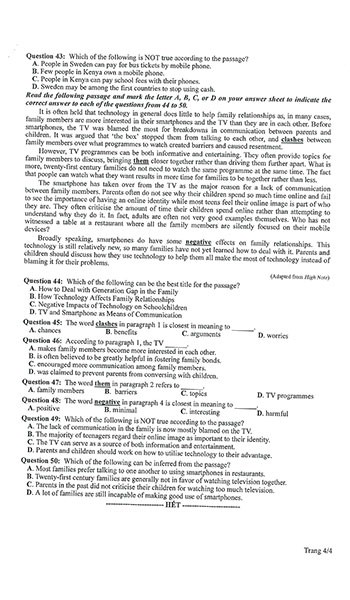 Question 43: Which of the following is NOT true according to the passage?
A. People in Sweden can pay for bus tickets by mobile phone.
B. Few people in Kenya own a mobile phone.
C. People in Kenya can pay school fees with their phones.
D. Sweden may be among the first countries to stop using cash.
Read the following passage and mark the letter A, B, C, or D on your answer sheet to indicate the
correct answer to each of the questions from 44 to 50.
It is often held that technology in general does little to help family relationships as, in many cases,
family members are more interested in their smartphones and the TV than they are in each other. Before
smartphones, the TV was blamed the most for breakdowns in communication between parents and
children. It was argued that 'the box' stopped them from talking to each other, and clashes between
family members over what programmes to watch created barriers and caused resentment.
However, TV programmes can be both informative and entertaining. They often provide topics for
family members to discuss, bringing them closer together rather than driving them further apart. What is
more, twenty-first century families do not need to watch the same programme at the same time. The fact
that people can watch what they want results in more time for families to be together rather than less.
The smartphone has taken over from the TV as the major reason for a lack of communication
between family members. Parents often do not see why their children spend so much time online and fail
to see the importance of having an online identity while most teens feel their online image is part of who
they are. They often criticise the amount of time their children spend online rather than attempting to
understand why they do it. In fact, adults are often not very good examples themselves. Who has not
witnessed a table at a restaurant where all the family members are silently focused on their mobile
devices?
Broadly speaking, smartphones do have some negative effects on family relationships. This
technology is still relatively new, so many families have not yet learned how to deal with it. Parents and
children should discuss how they use technology to help them all make the most of technology instead of
blaming it for their problems.
(Adapted from High Note)
Question 44: Which of the following can be the best title for the passage?
A. How to Deal with Generation Gap in the Family
B. How Technology Affects Family Relationships
C. Negative Impacts of Technology on Schoolchildren
D. TV and Smartphone as Means of Communication
Question 45: The word clashes in paragraph 1 is closest in meaning to ______.
A. chances B. benefits C. arguments D. worries
Question 46: According to paragraph 1, the TV ______.
A. makes family members become more interested in each other.
B. is often believed to be greatly helpful in fostering family bonds.
C. encouraged more communication among family members.
D. was claimed to prevent parents from conversing with children.
Question 47: The word them in paragraph 2 refers to ______.
A. family members B. barriers C. topics D. TV programmes
Question 48: The word negative in paragraph 4 is closest in meaning to ______.
A. positive B. minimal C. interesting D. harmful
Question 49: Which of the following is NOT true according to the passage?
A. The lack of communication in the family is now mostly blamed on the TV.
B. The majority of teenagers regard their online image as important to their identity.
C. The TV can serve as a source of both information and entertainment.
D. Parents and children should work on how to utilise technology to their advantage.
Question 50: Which of the following can be inferred from the passage?
A. Most families prefer talking to one another to using smartphones in restaurants.
B. Twenty-first century families are generally not in favor of watching television together.
C. Parents in the past did not criticise their children for watching too much television.
D. A lot of families are still incapable of making good use of smartphones.
-------------------- HẾT --------------------
Trang 4/4